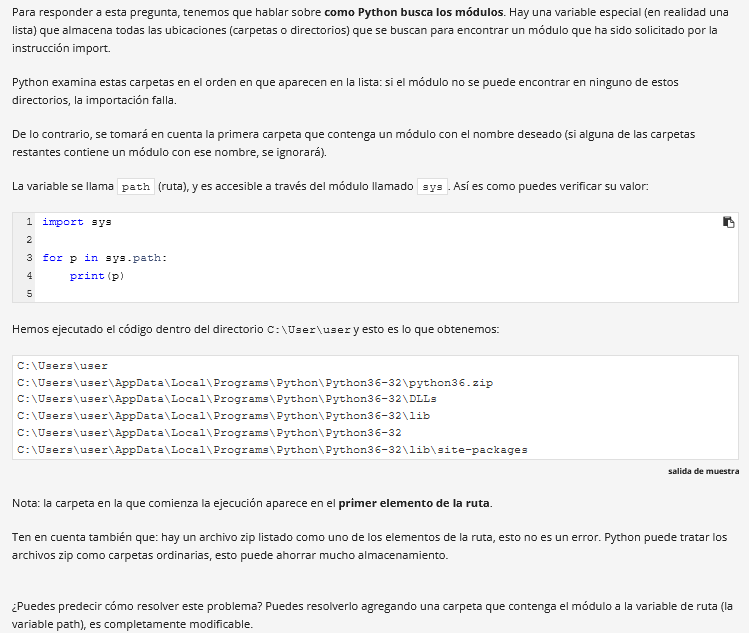 Para responder a esta pregunta, tenemos que hablar sobre como Python busca los módulos. Hay una variable especial (en realidad una
lista) que almacena todas las ubicaciones (carpetas o directorios) que se buscan para encontrar un módulo que ha sido solicitado por la
instrucción import.
Python examina estas carpetas en el orden en que aparecen en la lista: si el módulo no se puede encontrar en ninguno de estos
directorios, la importación falla.
De lo contrario, se tomará en cuenta la primera carpeta que contenga un módulo con el nombre deseado (si alguna de las carpetas
restantes contiene un módulo con ese nombre, se ignorará).
La variable se llama path (ruta), y es accesible a través del módulo llamado sys. Así es como puedes verificar su valor:
1 import sys
2
3 for p in sys.path:
4     print(p)
5
Hemos ejecutado el código dentro del directorio C:\User\user y esto es lo que obtenemos:
C:\Users\user
C:\Users\user\AppData\Local\Programs\Python\Python36-32\python36.zip
C:\Users\user\AppData\Local\Programs\Python\Python36-32\DLLs
C:\Users\user\AppData\Local\Programs\Python\Python36-32\lib
C:\Users\user\AppData\Local\Programs\Python\Python36-32
C:\Users\user\AppData\Local\Programs\Python\Python36-32\lib\site-packages
salida de muestra
Nota: la carpeta en la que comienza la ejecución aparece en el primer elemento de la ruta.
Ten en cuenta también que: hay un archivo zip listado como uno de los elementos de la ruta, esto no es un error. Python puede tratar los
archivos zip como carpetas ordinarias, esto puede ahorrar mucho almacenamiento.
¿Puedes predecir cómo resolver este problema? Puedes resolverlo agregando una carpeta que contenga el módulo a la variable de ruta (la
variable path), es completamente modificable.